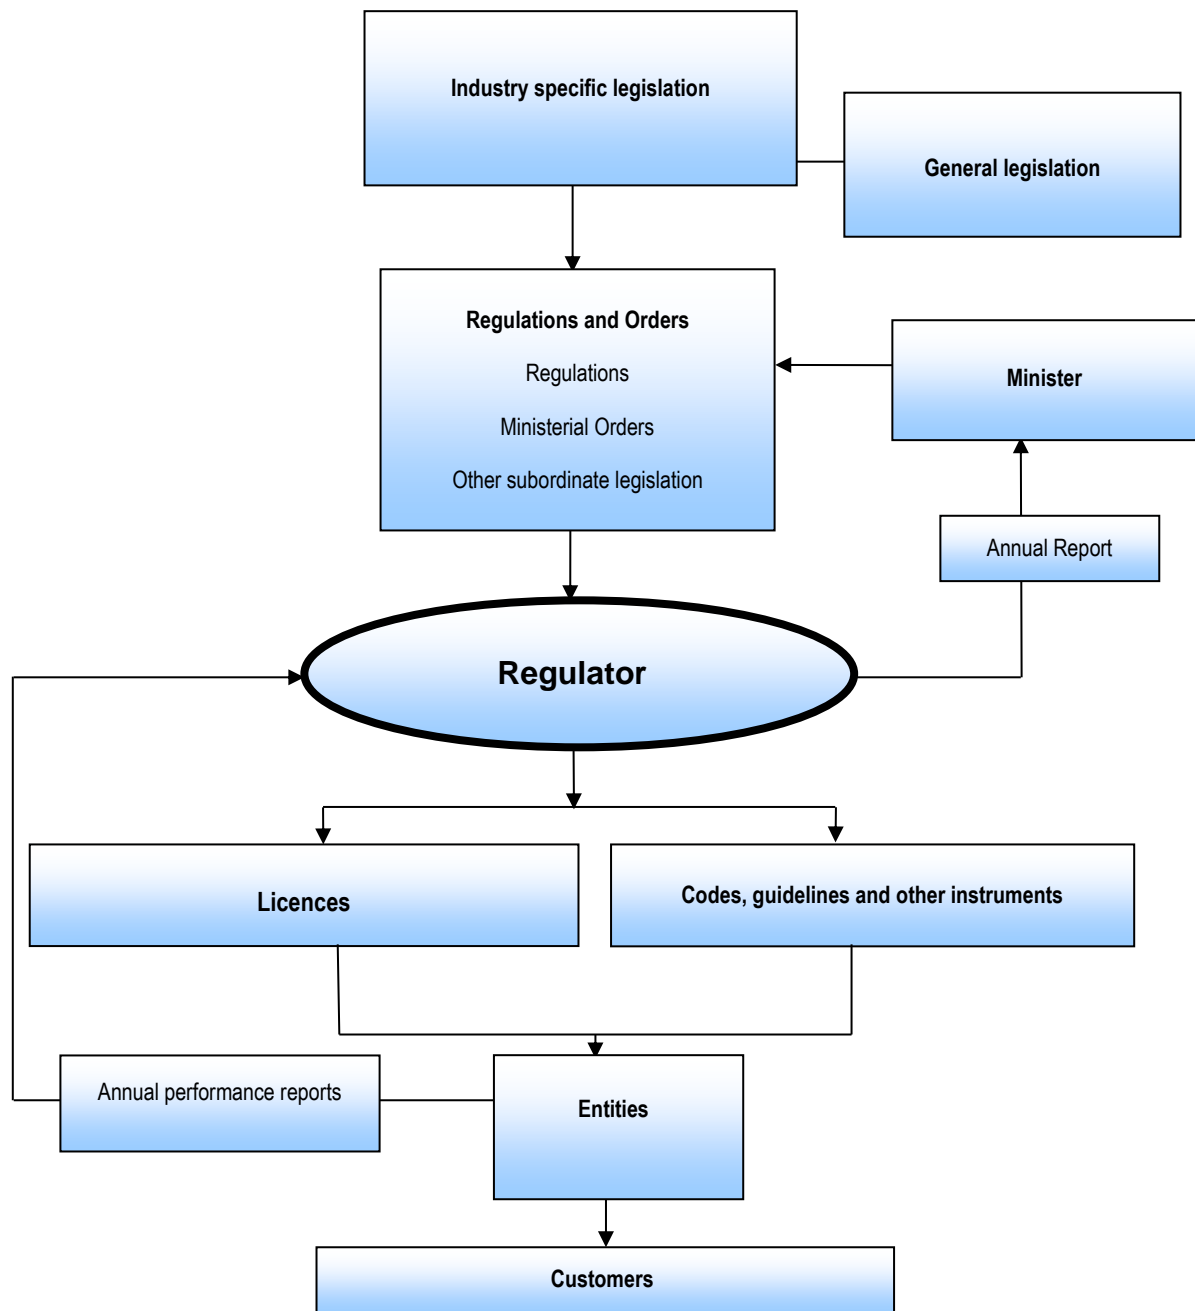 Industry specific legislation
General legislation
Regulations and Orders
Regulations
Ministerial Orders
Other subordinate legislation
Minister
Annual Report
Regulator
Licences
Codes, guidelines and other instruments
Annual performance reports
Entities
Customers